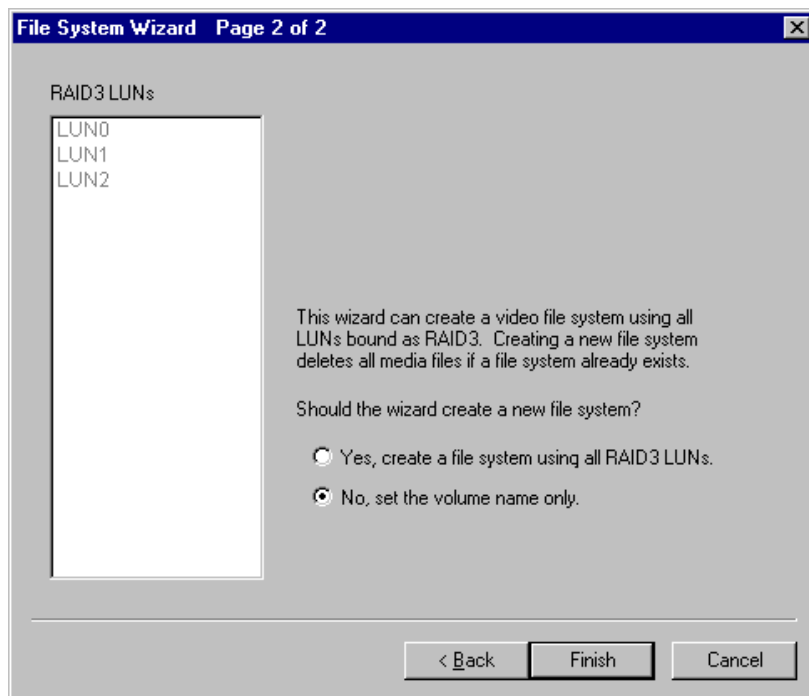 File System Wizard   Page 2 of 2
RAID3 LUNs
LUN0
LUN1
LUN2
This wizard can create a video file system using all
LUNs bound as RAID3.  Creating a new file system
deletes all media files if a file system already exists.
Should the wizard create a new file system?
Yes, create a file system using all RAID3 LUNs.
No, set the volume name only.
< Back
Finish
Cancel